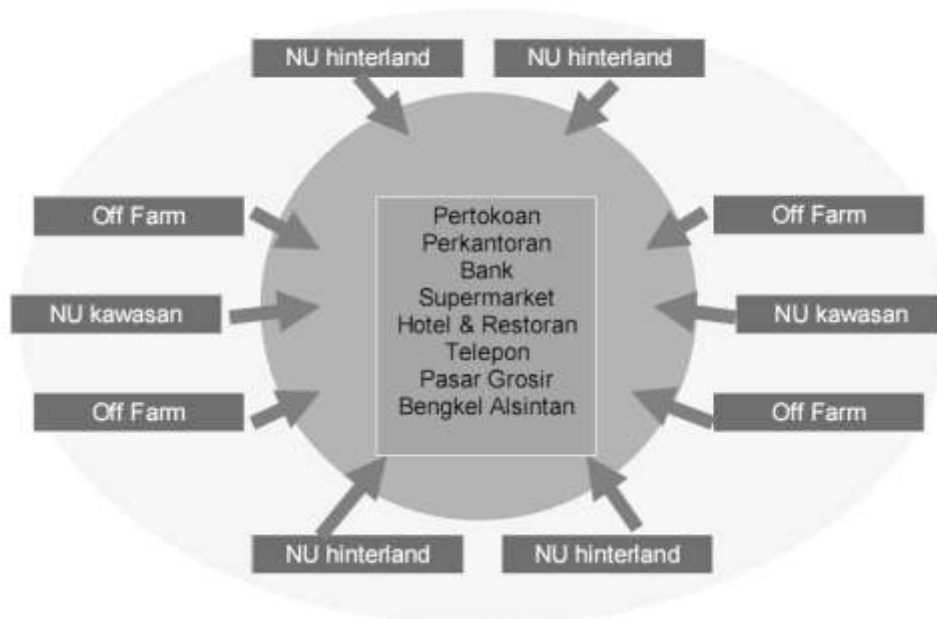 NU hinterland
NU hinterland
Off Farm
Off Farm
Pertokoan
Perkantoran
Bank
Supermarket
Hotel & Restoran
Telepon
Pasar Grosir
Bengkel Alsintan
NU kawasan
NU kawasan
Off Farm
Off Farm
NU hinterland
NU hinterland